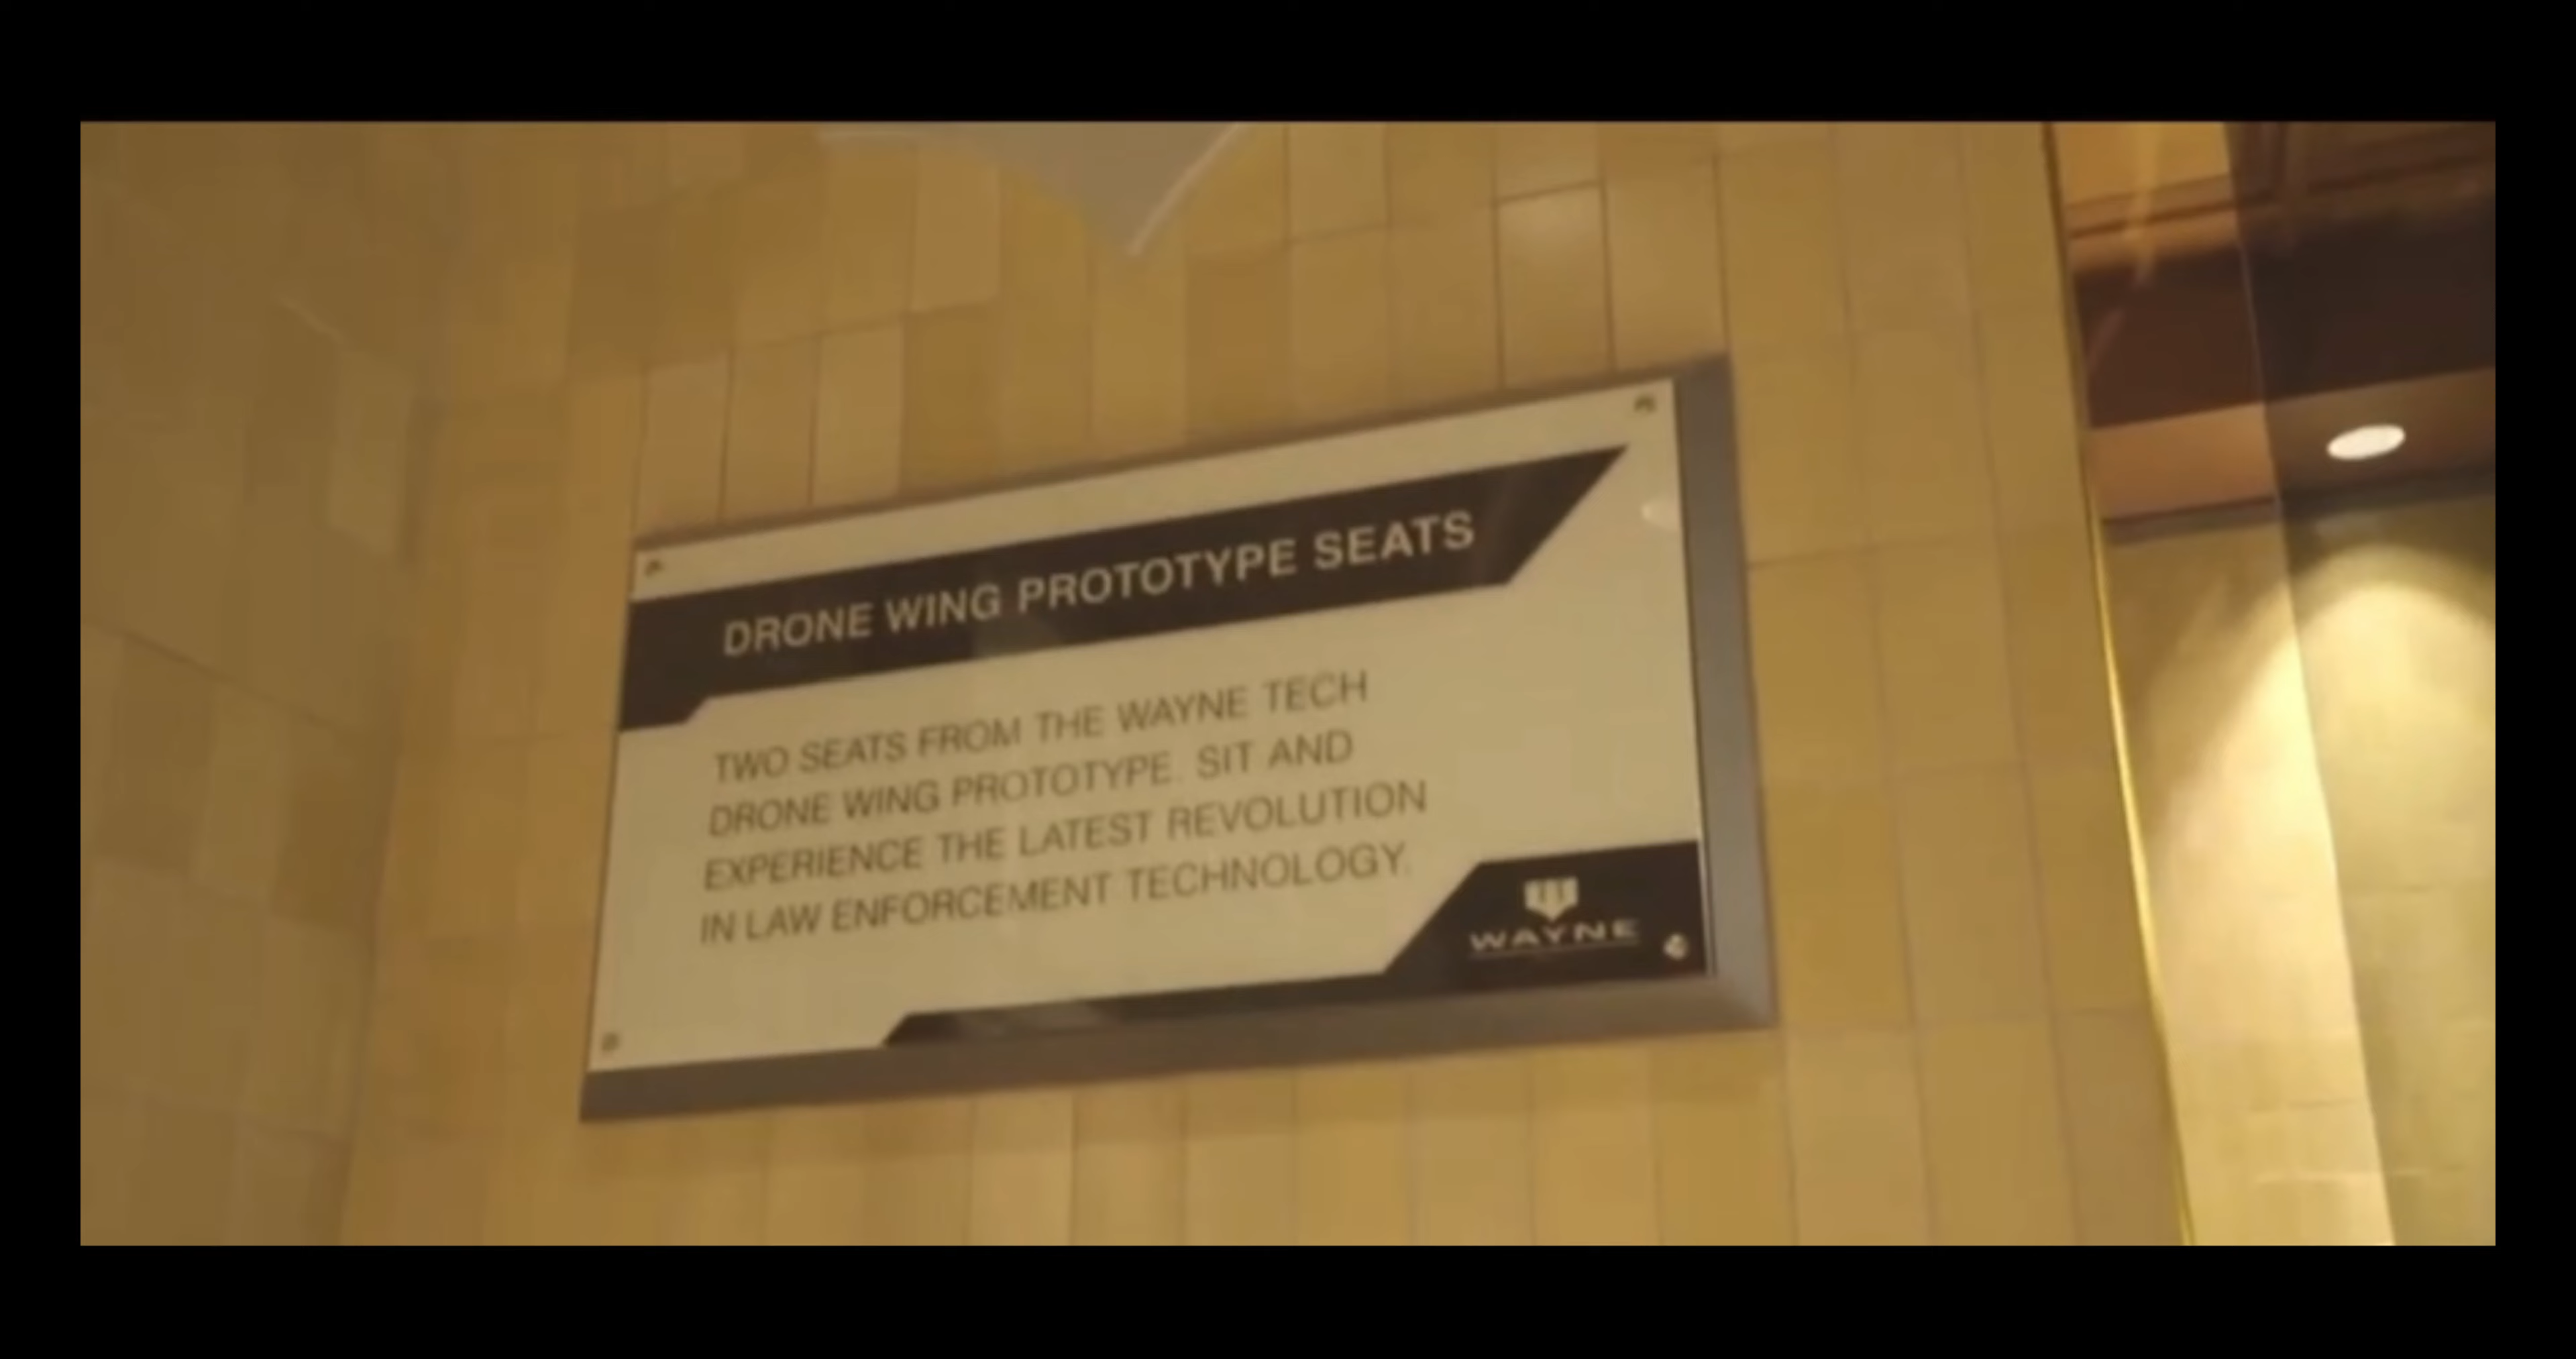 DRONE WING PROTOTYPE SEATS
TWO SEATS FROM THE WAYNE TECH
DRONE WING PROTOTYPE. SIT AND
EXPERIENCE THE LATEST REVOLUTION
IN LAW ENFORCEMENT TECHNOLOGY.
WAYNE